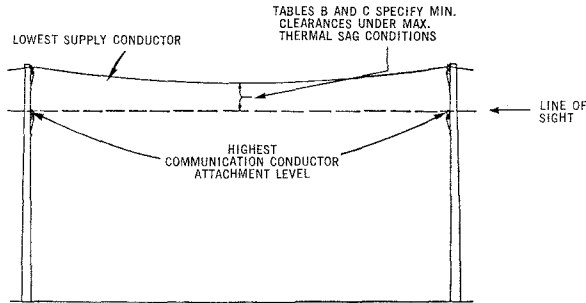 TABLES B AND C SPECIFY MIN.
CLEARANCES UNDER MAX.
THERMAL SAG CONDITIONS
LOWEST SUPPLY CONDUCTOR
LINE OF
SIGHT
HIGHEST
COMMUNICATION CONDUCTOR
ATTACHMENT LEVEL